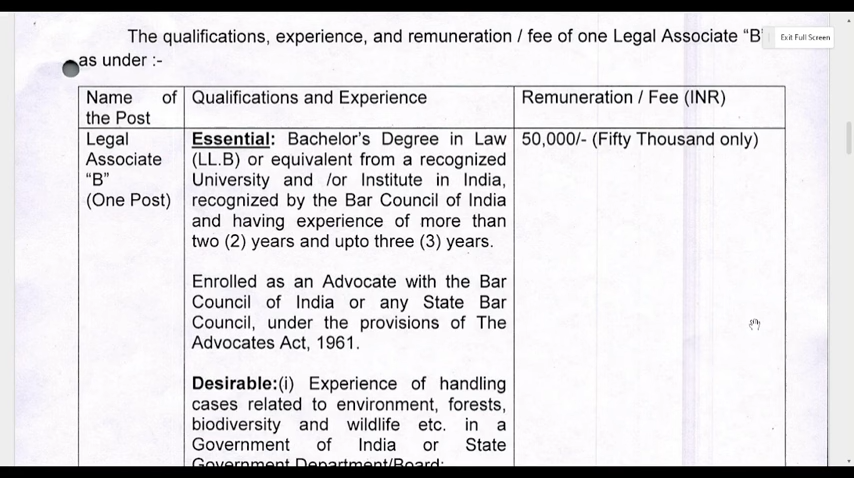 The qualifications, experience, and remuneration / fee of one Legal Associate “B”
Exit Full Screen
as under :-
Name of the Post
Qualifications and Experience
Remuneration / Fee (INR)
Legal
Associate
“B”
(One Post)
Essential: Bachelor’s Degree in Law
(LL.B) or equivalent from a recognized
University and /or Institute in India,
recognized by the Bar Council of India
and having experience of more than
two (2) years and upto three (3) years.
Enrolled as an Advocate with the Bar
Council of India or any State Bar
Council, under the provisions of The
Advocates Act, 1961.
Desirable:(i) Experience of handling
cases related to environment, forests,
biodiversity and wildlife etc. in a
Government of India or State
Government Department/Board;
50,000/- (Fifty Thousand only)